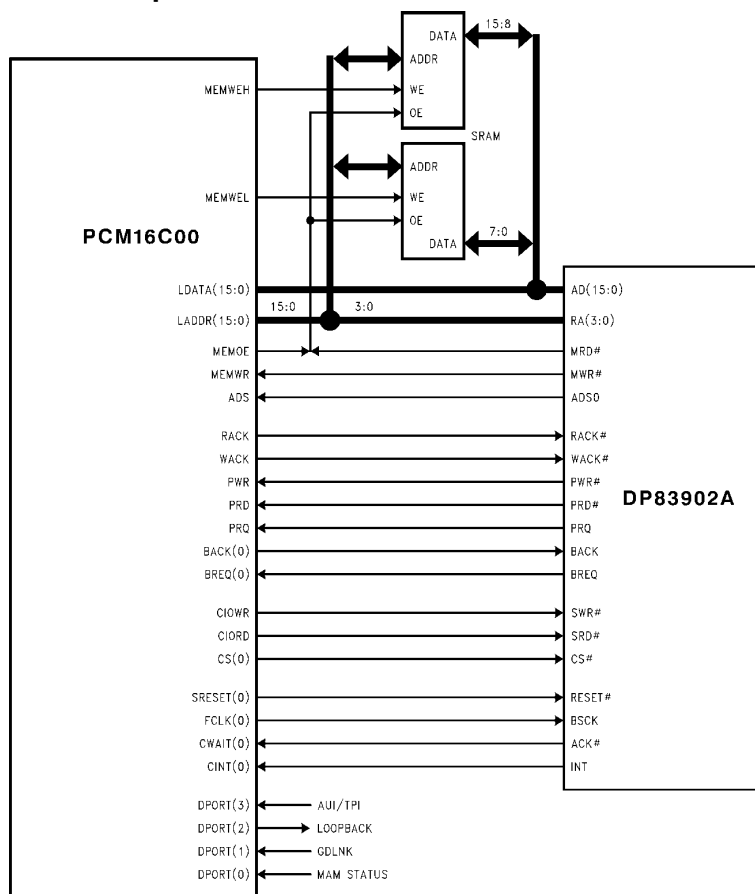 DATA 15:8
ADDR
MEMWEH WE
OE
SRAM
ADDR
MEMWEL WE
OE
PCM16C00
DATA 7:0
LDATA(15:0) AD(15:0)
LADDR(15:0) 15:0 3:0 RA(3:0)
MEMOE MRD#
MEMWR MWR#
ADS ADS0
RACK RACK#
WACK WACK#
PWR PWR#
DP83902A
PRD PRD#
PRQ PRQ
BACK(0) BACK
BREQ(0) BREQ
CIOWR SWR#
CIORD SRD#
CS(0) CS#
SRESET(0) RESET#
FCLK(0) BSCK
CWAIT(0) ACK#
CINT(0) INT
DPORT(3) AUI/TPI
DPORT(2) LOOPBACK
DPORT(1) GDLNK
DPORT(0) MAM STATUS